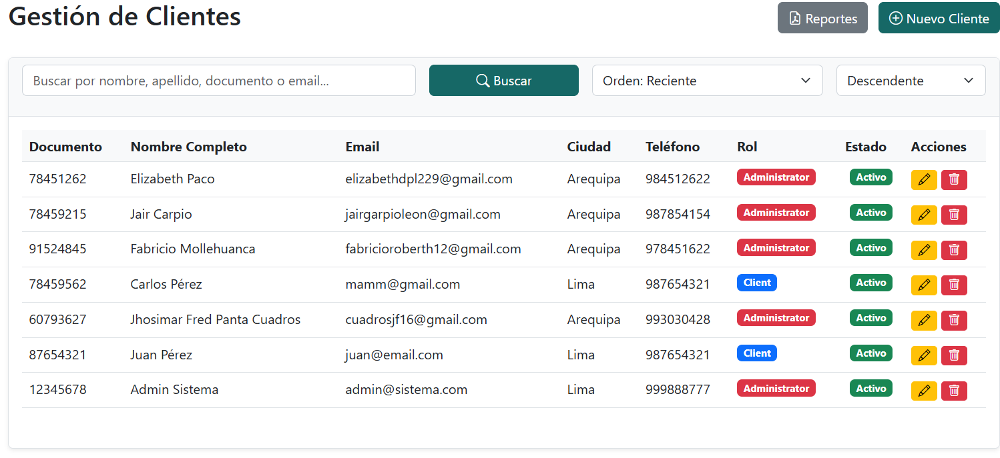 Gestión de Clientes
Reportes
Nuevo Cliente
Buscar por nombre, apellido, documento o email...
Buscar
Orden: Reciente
Descendente
Documento Nombre Completo Email Ciudad Teléfono Rol Estado Acciones
78451262 Elizabeth Paco elizabethdpl229@gmail.com Arequipa 984512622 Administrator Activo
78459215 Jair Carpio jairgarpioleon@gmail.com Arequipa 987854154 Administrator Activo
91524845 Fabricio Mollehuanca fabricioroberth12@gmail.com Arequipa 978451622 Administrator Activo
78459562 Carlos Pérez mamm@gmail.com Lima 987654321 Client Activo
60793627 Jhosimar Fred Panta Cuadros cuadrosjf16@gmail.com Arequipa 993030428 Administrator Activo
87654321 Juan Pérez juan@email.com Lima 987654321 Client Activo
12345678 Admin Sistema admin@sistema.com Lima 999888777 Administrator Activo